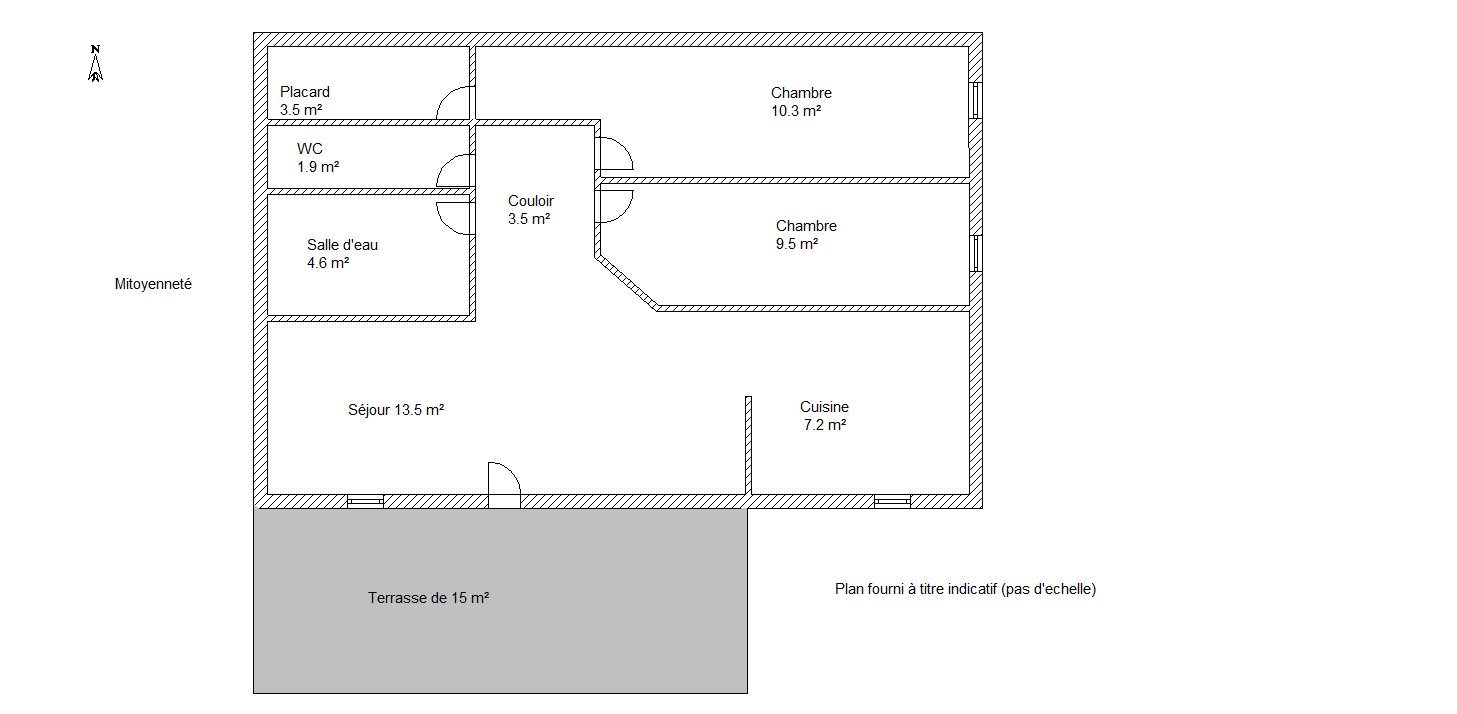 N
Placard
3.5 m²
Chambre
10.3 m²
WC
1.9 m²
Couloir
3.5 m²
Chambre
9.5 m²
Salle d'eau
4.6 m²
Mitoyenneté
Séjour 13.5 m²
Cuisine
7.2 m²
Terrasse de 15 m²
Plan fourni à titre indicatif (pas d'echelle)